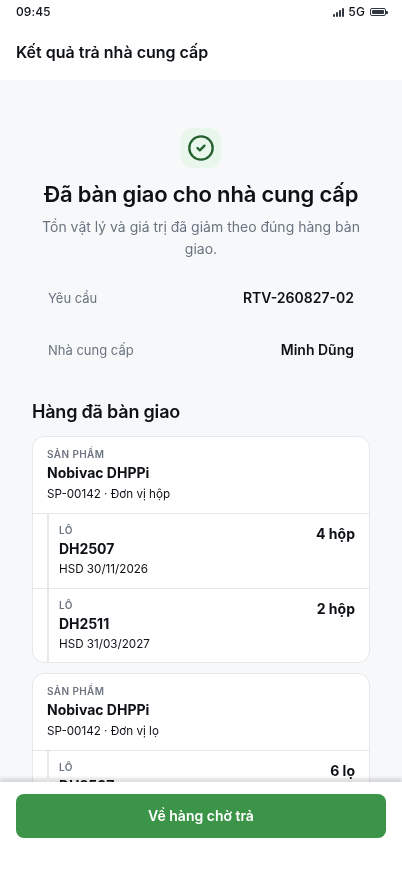 09:45
5G
Kết quả trả nhà cung cấp
Đã bàn giao cho nhà cung cấp
Tồn vật lý và giá trị đã giảm theo đúng hàng bàn
giao.
Yêu cầu
RTV-260827-02
Nhà cung cấp
Minh Dũng
Hàng đã bàn giao
SẢN PHẨM
Nobivac DHPPi
SP-00142 · Đơn vị hộp
LÔ
4 hộp
DH2507
HSD 30/11/2026
LÔ
2 hộp
DH2511
HSD 31/03/2027
SẢN PHẨM
Nobivac DHPPi
SP-00142 · Đơn vị lọ
LÔ
6 lọ
Về hàng chờ trả